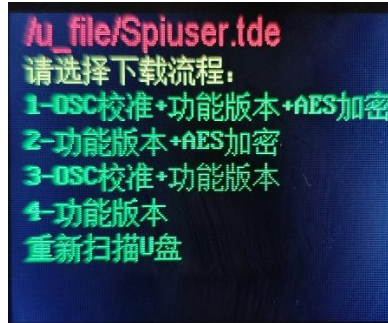 /u_file/Spiuser.tde
请选择下载流程：
1-OSC校准+功能版本+AES加密
2-功能版本+AES加密
3-OSC校准+功能版本
4-功能版本
重新扫描U盘